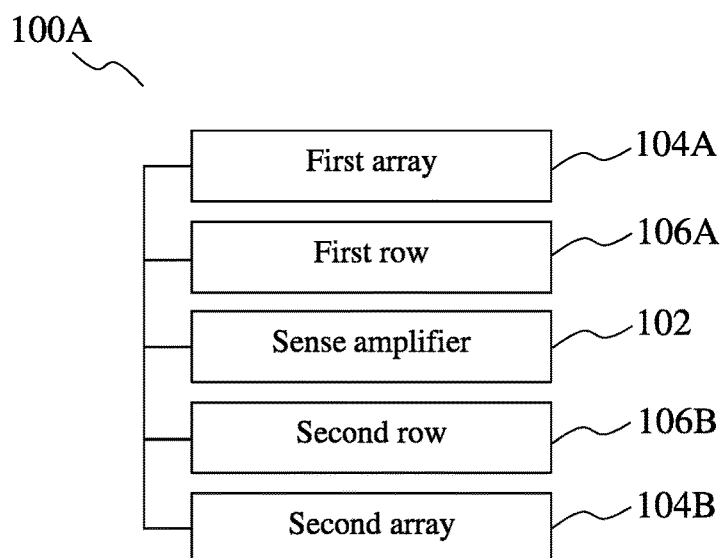 100A
First array
104A
First row
106A
Sense amplifier
102
Second row
106B
Second array
104B